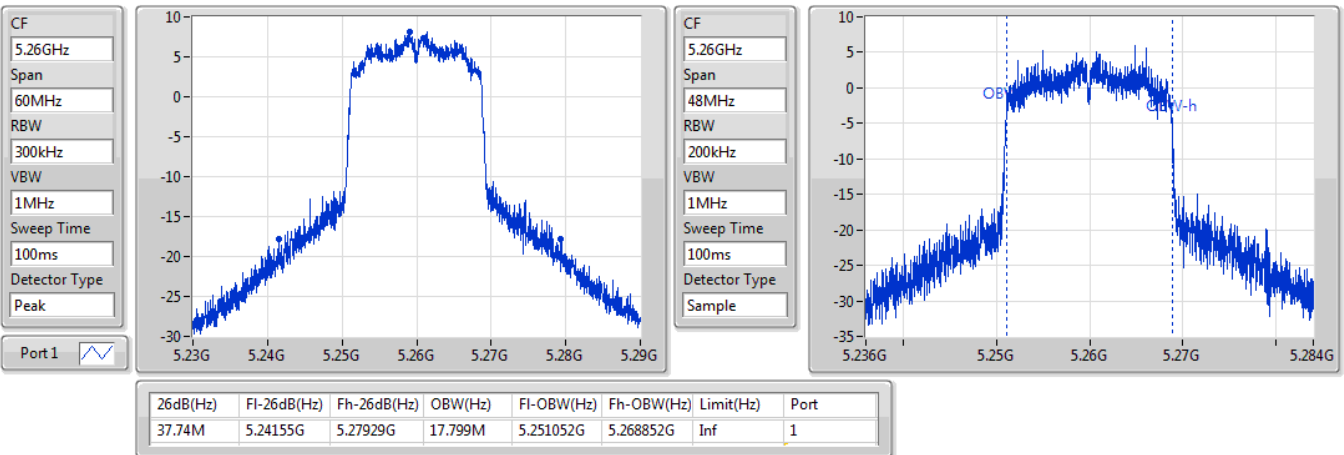 CF
5.26GHz
Span
60MHz
RBW
300kHz
VBW
1MHz
Sweep Time
100ms
Detector Type
Peak
Port 1
10
5
0
-5
-10
-15
-20
-25
-30
5.23G 5.24G 5.25G 5.26G 5.27G 5.28G 5.29G
CF
5.26GHz
Span
48MHz
RBW
200kHz
VBW
1MHz
Sweep Time
100ms
Detector Type
Sample
10
5
0
-5
-10
-15
-20
-25
-30
-35
5.236G 5.25G 5.26G 5.27G 5.284G
26dB(Hz) Fl-26dB(Hz) Fh-26dB(Hz) OBW(Hz) Fl-OBW(Hz) Fh-OBW(Hz) Limit(Hz) Port
37.74M 5.24155G 5.27929G 17.799M 5.251052G 5.268852G Inf 1